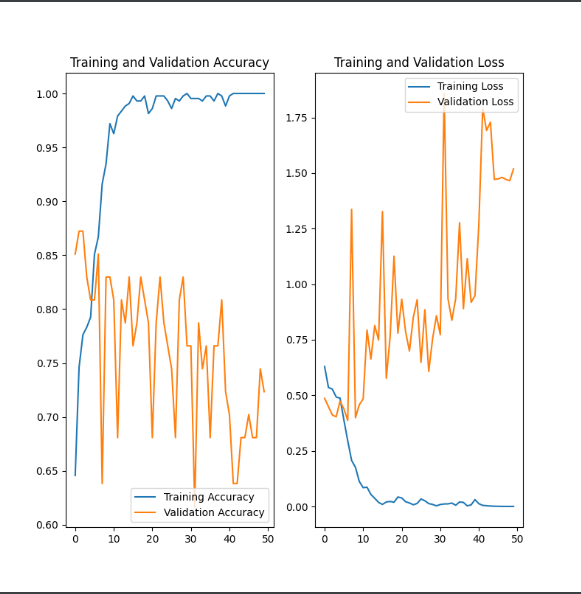 Training and Validation Accuracy
1.00
0.95
0.90
0.85
0.80
0.75
0.70
0.65
0.60
Training Accuracy
Validation Accuracy
0 10 20 30 40 50
Training and Validation Loss
Training Loss
Validation Loss
1.75
1.50
1.25
1.00
0.75
0.50
0.25
0.00
0 10 20 30 40 50